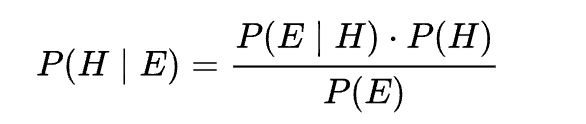 P(H | E) = P(E | H) · P(H) / P(E)